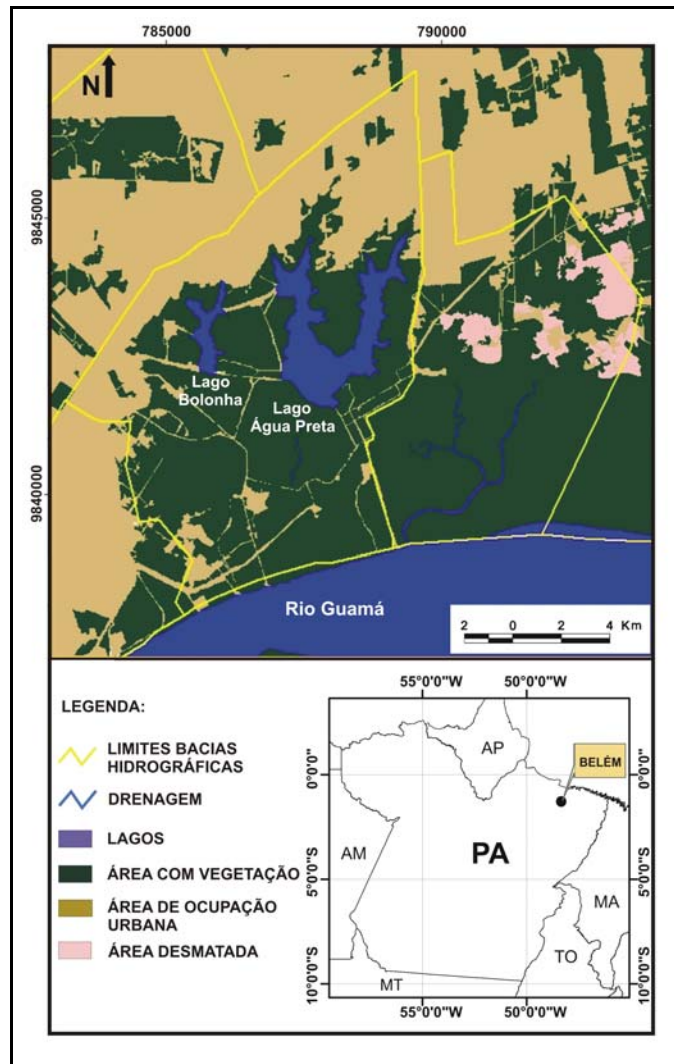 785000 790000
N
9845000
9840000
Lago
Bolonha
Lago
Água Preta
Rio Guamá
2 0 2 4 Km
LEGENDA:
LIMITES BACIAS
HIDROGRÁFICAS
DRENAGEM
LAGOS
ÁREA COM VEGETAÇÃO
ÁREA DE OCUPAÇÃO
URBANA
ÁREA DESMATADA
55°0'0"W 50°0'0"W
AP
BELÉM
0°0'0"
0°0'0"
AM
PA
5°0'0"S
5°0'0"S
MA
TO
MT
10°0'0"S
10°0'0"S
55°0'0"W 50°0'0"W